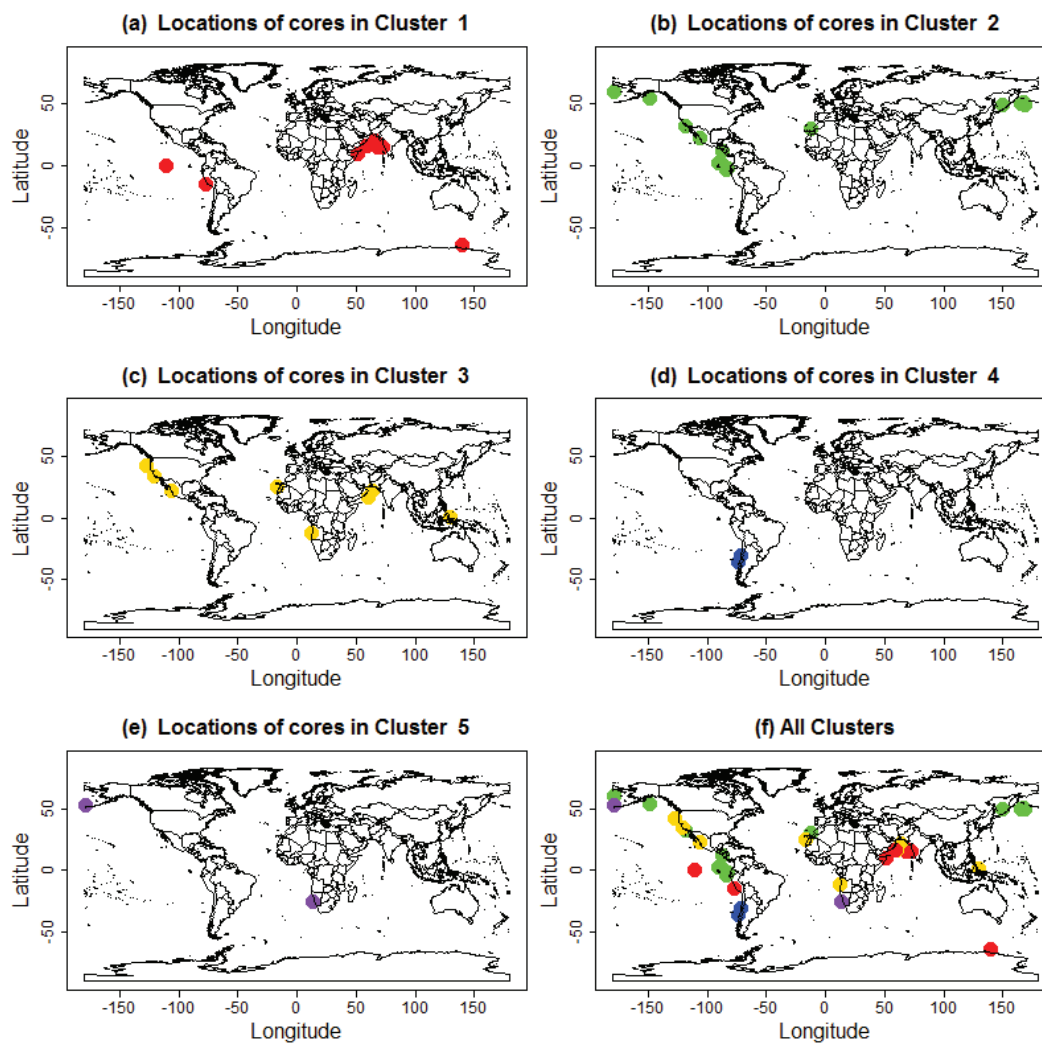 (a) Locations of cores in Cluster 1
Latitude
50
0
-50
-150 -100 -50 0 50 100 150
Longitude
(b) Locations of cores in Cluster 2
Latitude
50
0
-50
-150 -100 -50 0 50 100 150
Longitude
(c) Locations of cores in Cluster 3
Latitude
50
0
-50
-150 -100 -50 0 50 100 150
Longitude
(d) Locations of cores in Cluster 4
Latitude
50
0
-50
-150 -100 -50 0 50 100 150
Longitude
(e) Locations of cores in Cluster 5
Latitude
50
0
-50
-150 -100 -50 0 50 100 150
Longitude
(f) All Clusters
Latitude
50
0
-50
-150 -100 -50 0 50 100 150
Longitude